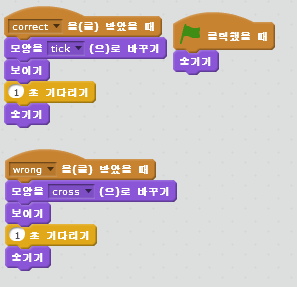 correct 을(를) 받았을 때
모양을 tick (으)로 바꾸기
보이기
1 초 기다리기
숨기기
클릭했을 때
숨기기
wrong 을(를) 받았을 때
모양을 cross (으)로 바꾸기
보이기
1 초 기다리기
숨기기